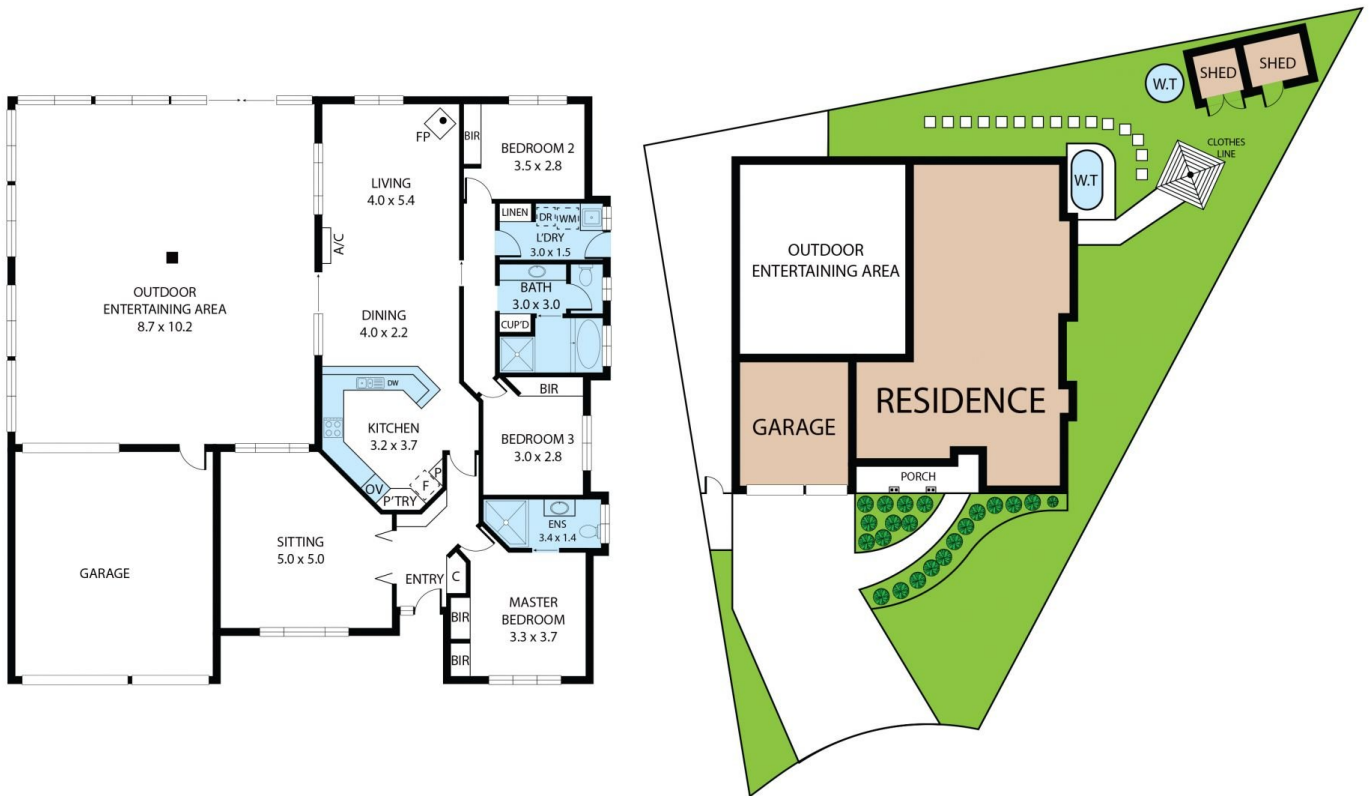 FP
BIR
BEDROOM 2
3.5 x 2.8
LIVING
4.0 x 5.4
LINEN
DR
WM
L'DRY
3.0 x 1.5
A/C
BATH
3.0 x 3.0
OUTDOOR
ENTERTAINING AREA
8.7 x 10.2
DINING
4.0 x 2.2
CUP'D
DW
BIR
KITCHEN
3.2 x 3.7
BEDROOM 3
3.0 x 2.8
P
F
OV
P'TRY
ENS
3.4 x 1.4
SITTING
5.0 x 5.0
GARAGE
ENTRY
C
MASTER
BEDROOM
3.3 x 3.7
BIR
BIR
SHED
SHED
W.T
CLOTHES
LINE
W.T
OUTDOOR
ENTERTAINING AREA
RESIDENCE
GARAGE
PORCH